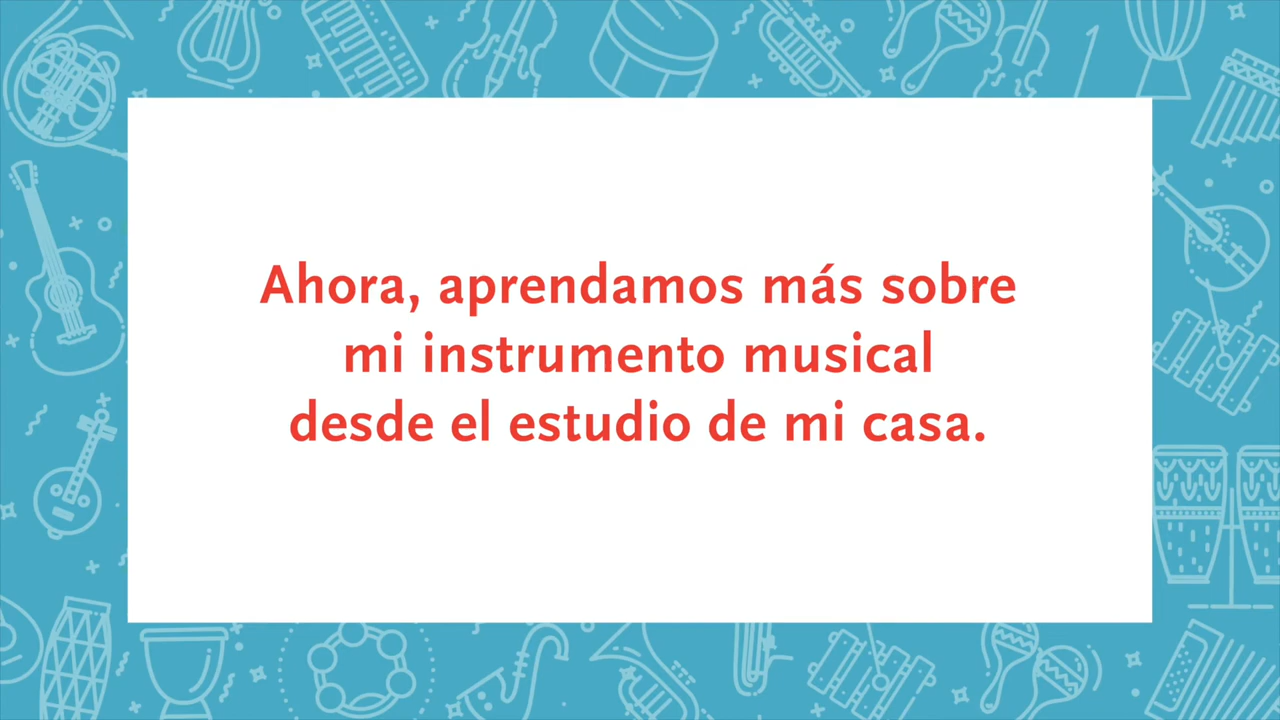 Ahora, aprendamos más sobre
mi instrumento musical
desde el estudio de mi casa.